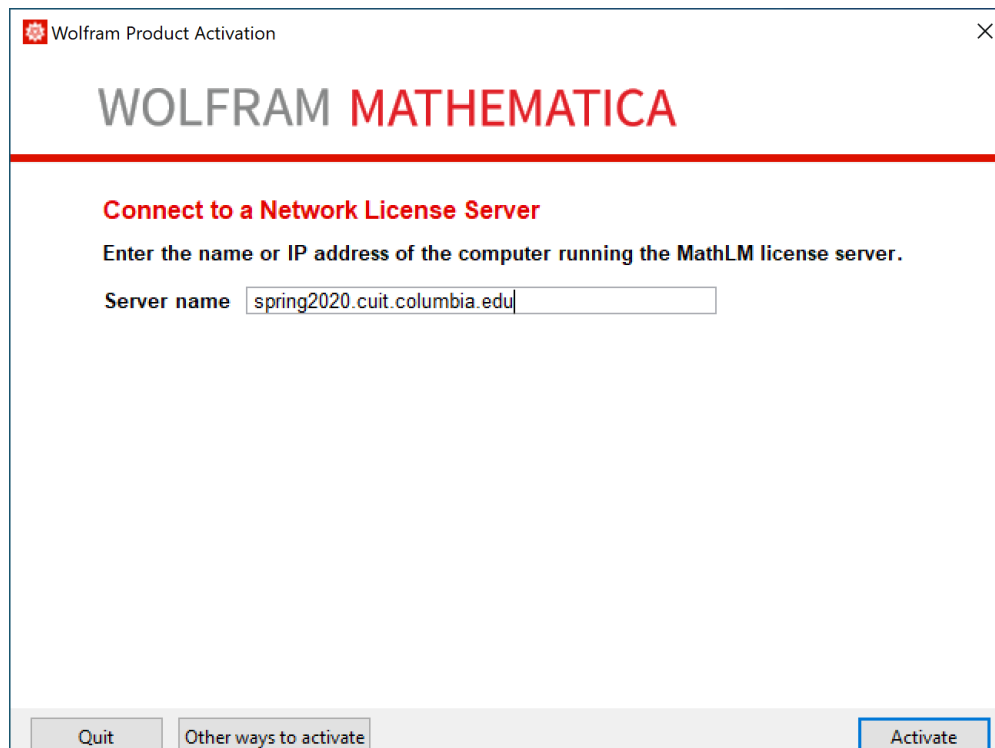 Wolfram Product Activation
WOLFRAM MATHEMATICA
Connect to a Network License Server
Enter the name or IP address of the computer running the MathLM license server.
Server name spring2020.cuit.columbia.edu
Quit Other ways to activate Activate